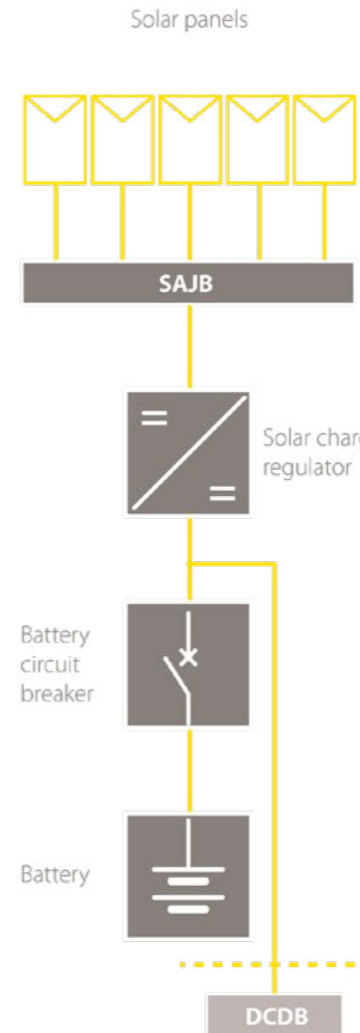 Solar panels
SAJB
Solar
regulator
Battery
circuit
breaker
Battery
DCDB